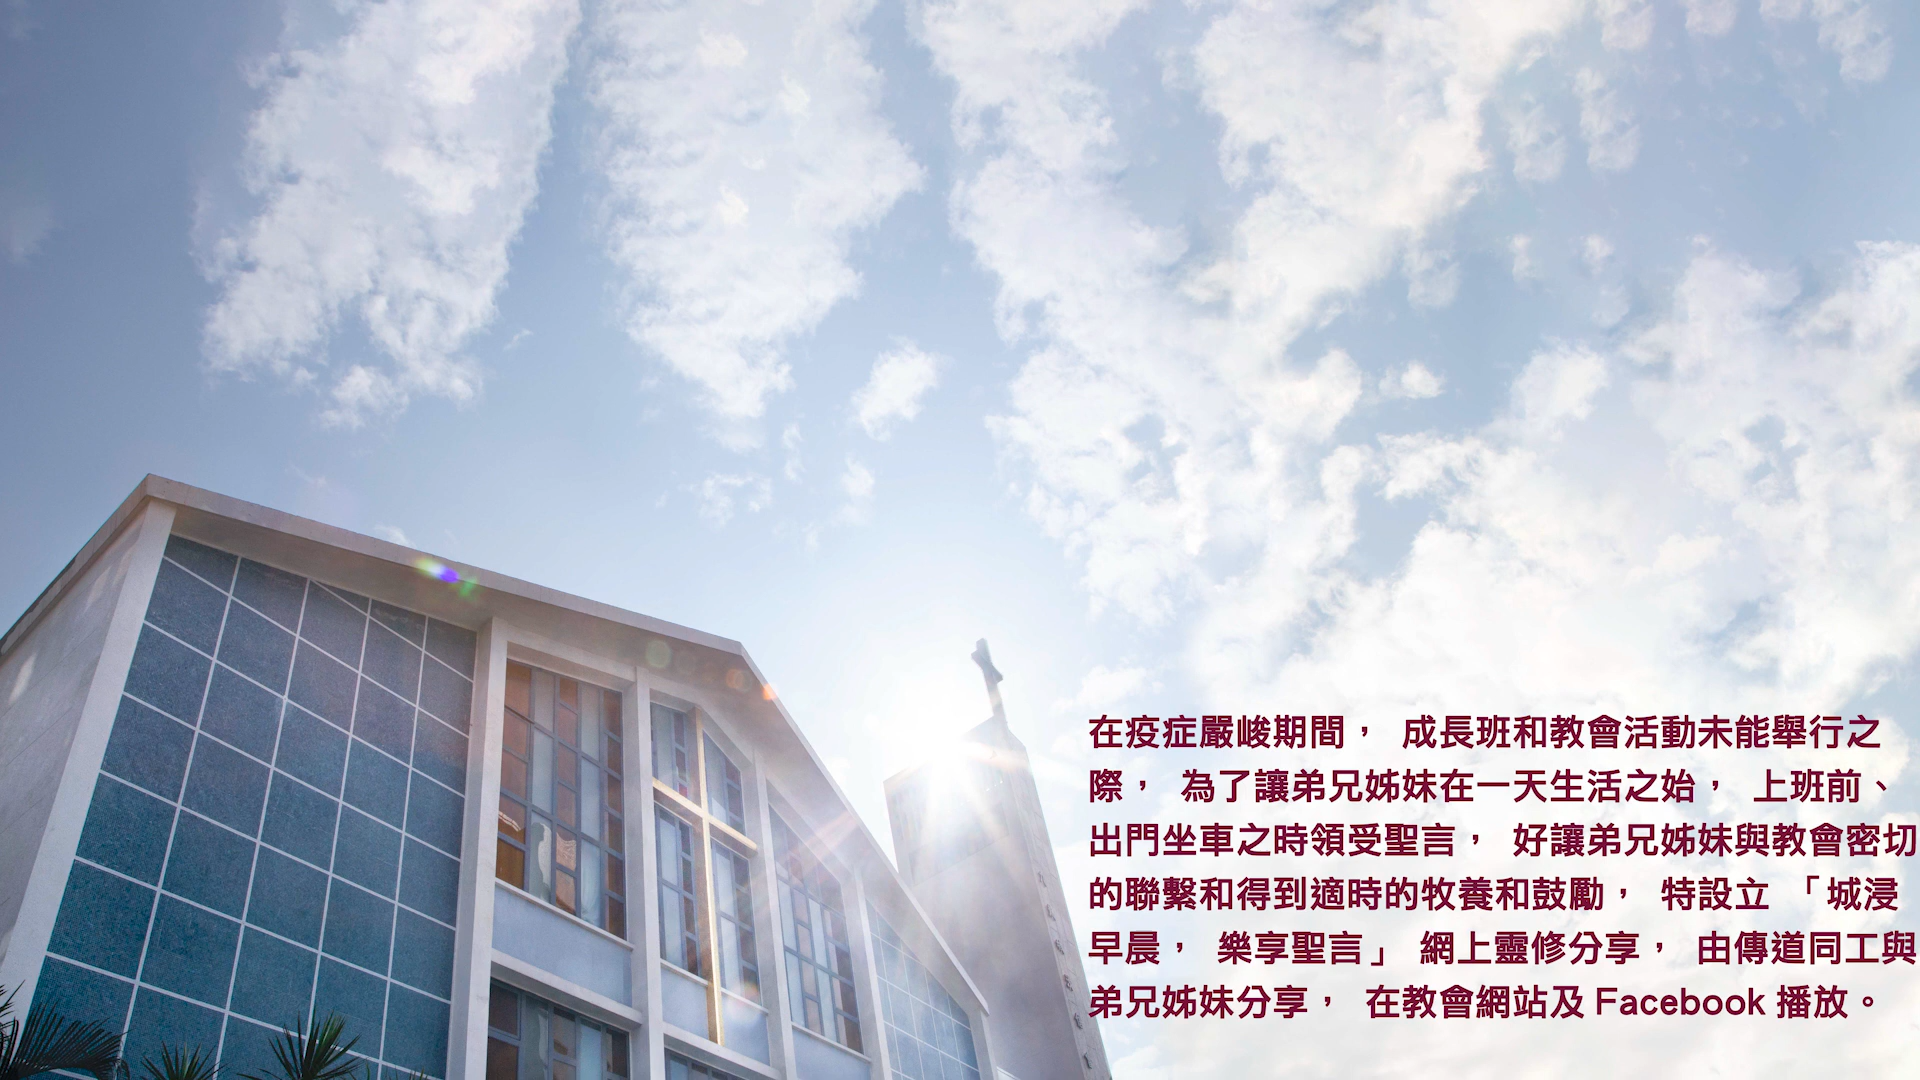 在疫症嚴峻期間， 成長班和教會活動未能舉行之
際， 為了讓弟兄姊妹在一天生活之始， 上班前、
出門坐車之時領受聖言， 好讓弟兄姊妹與教會密切
的聯繫和得到適時的牧養和鼓勵， 特設立 「城浸
早晨， 樂享聖言」 網上靈修分享， 由傳道同工與
弟兄姊妹分享， 在教會網站及 Facebook 播放。